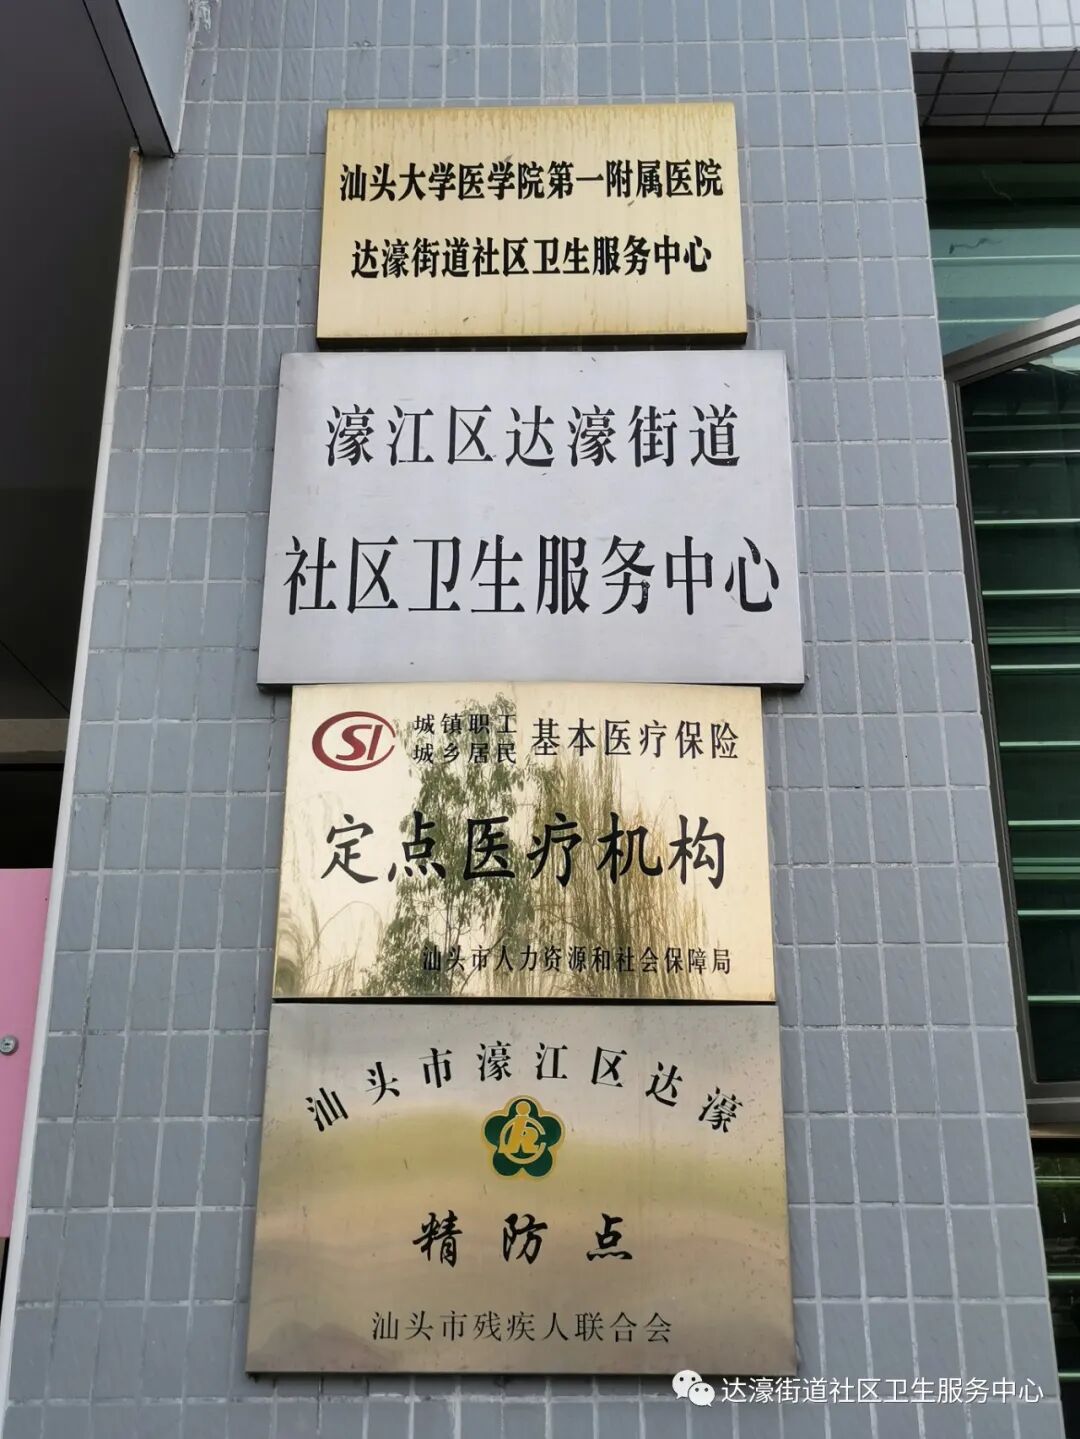 汕头大学医学院第一附属医院
达濠街道社区卫生服务中心
濠江区达濠街道
社区卫生服务中心
SI
城镇职工
城乡居民
基本医疗保险
定点医疗机构
汕头市人力资源和社会保障局
汕头市濠江区达濠
精防点
汕头市残疾人联合会
达濠街道社区卫生服务中心